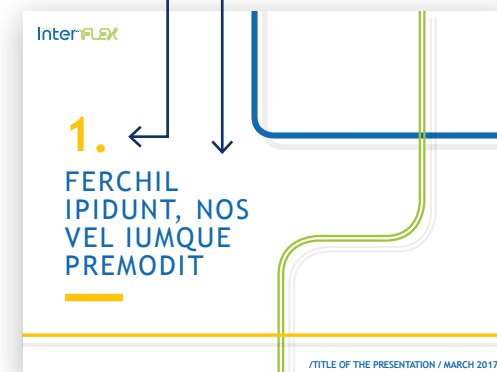 InterFLEX
1.
FERCHIL
IPIDUNT, NOS
VEL IUMQUE
PREMODIT
/TITLE OF THE PRESENTATION / MARCH 2017